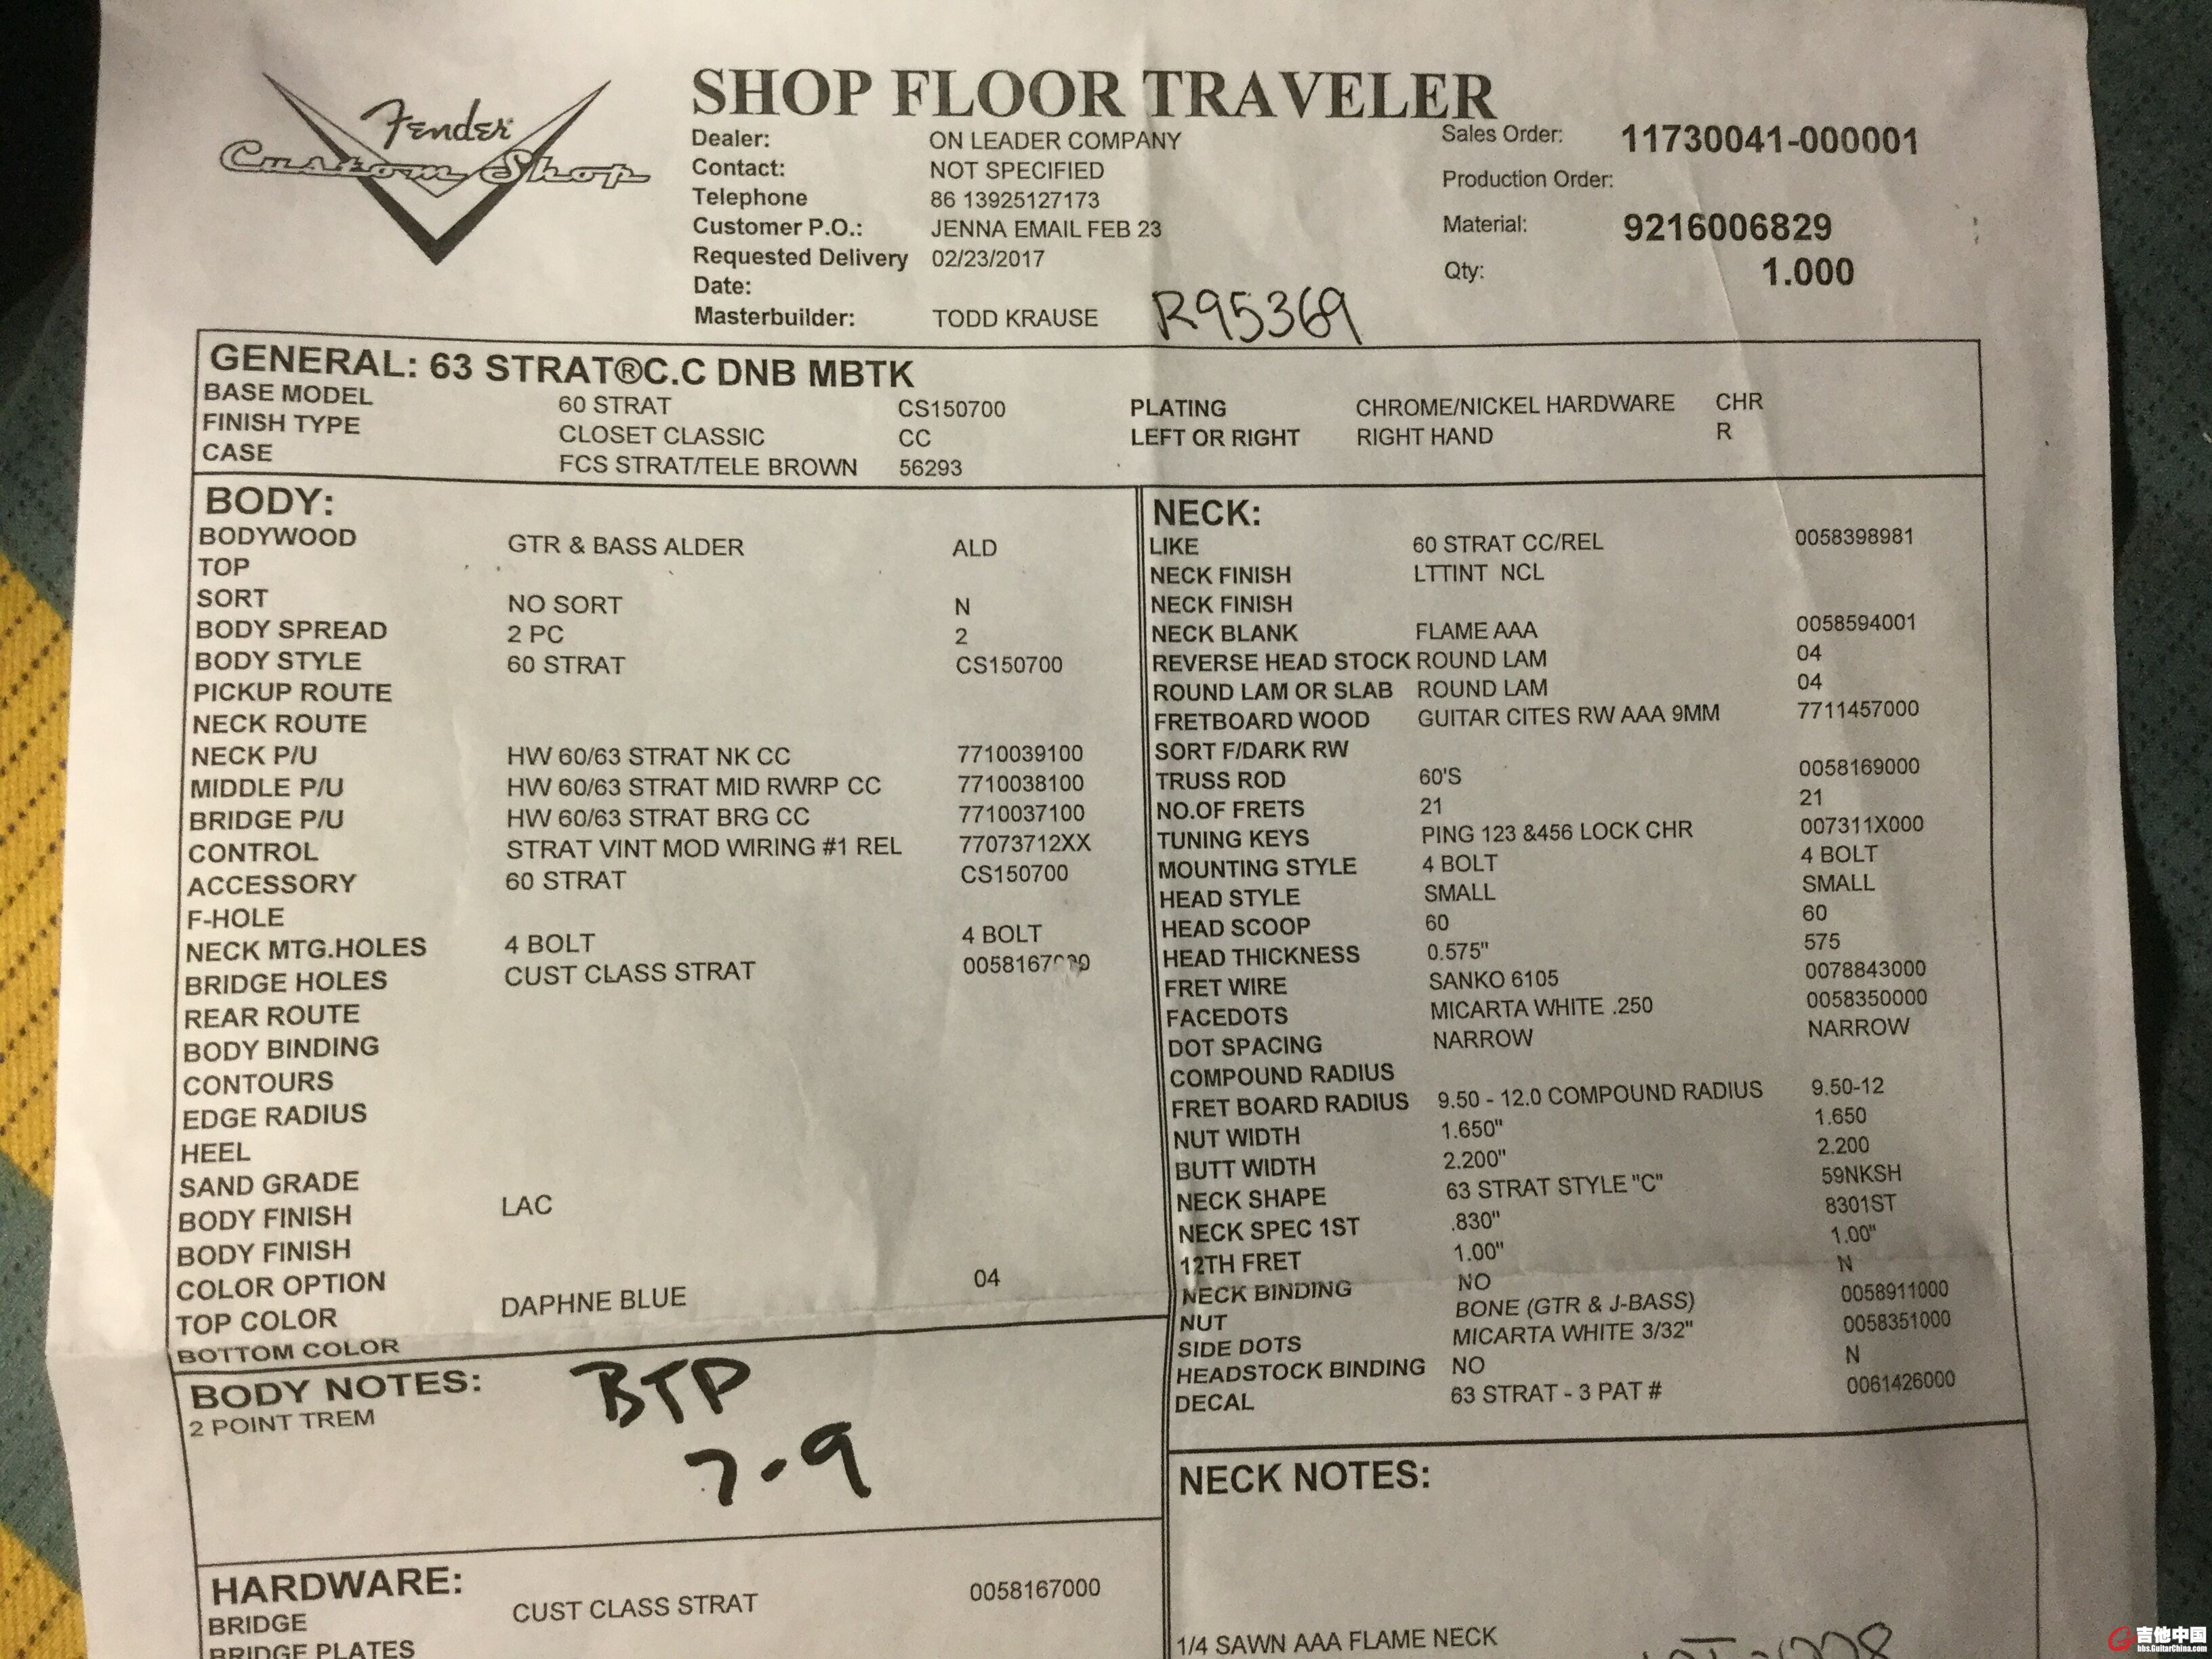 Fender
Custom Shop
SHOP FLOOR TRAVELER
Dealer: ON LEADER COMPANY
Contact: NOT SPECIFIED
Telephone 86 13925127173
Customer P.O.: JENNA EMAIL FEB 23
Requested Delivery 02/23/2017
Date:
Masterbuilder: TODD KRAUSE R95369
Sales Order: 11730041-000001
Production Order:
Material: 9216006829
Qty: 1.000
GENERAL: 63 STRAT®C.C DNB MBTK
BASE MODEL 60 STRAT CS150700
FINISH TYPE CLOSET CLASSIC CC
CASE FCS STRAT/TELE BROWN 56293
PLATING CHROME/NICKEL HARDWARE CHR
LEFT OR RIGHT RIGHT HAND R
BODY:
BODYWOOD GTR & BASS ALDER ALD
TOP
SORT NO SORT N
BODY SPREAD 2 PC 2
BODY STYLE 60 STRAT CS150700
PICKUP ROUTE
NECK ROUTE
NECK P/U HW 60/63 STRAT NK CC 7710039100
MIDDLE P/U HW 60/63 STRAT MID RWRP CC 7710038100
BRIDGE P/U HW 60/63 STRAT BRG CC 7710037100
CONTROL STRAT VINT MOD WIRING #1 REL 77073712XX
ACCESSORY 60 STRAT CS150700
F-HOLE
NECK MTG.HOLES 4 BOLT 4 BOLT
BRIDGE HOLES CUST CLASS STRAT
REAR ROUTE
BODY BINDING
CONTOURS
EDGE RADIUS
HEEL
SAND GRADE
BODY FINISH LAC
BODY FINISH
COLOR OPTION 04
TOP COLOR DAPHNE BLUE
BOTTOM COLOR
BODY NOTES:
2 POINT TREM
BTP
7-9
HARDWARE:
BRIDGE CUST CLASS STRAT 0058167000
BRIDGE PLATES
NECK:
LIKE 60 STRAT CC/REL 0058398981
NECK FINISH LTTINT NCL
NECK FINISH
NECK BLANK FLAME AAA 0058594001
REVERSE HEAD STOCK ROUND LAM 04
ROUND LAM OR SLAB ROUND LAM 04
FRETBOARD WOOD GUITAR CITES RW AAA 9MM 7711457000
SORT F/DARK RW
TRUSS ROD 60'S 0058169000
NO.OF FRETS 21 21
TUNING KEYS PING 123 &456 LOCK CHR 007311X000
MOUNTING STYLE 4 BOLT 4 BOLT
HEAD STYLE SMALL SMALL
HEAD SCOOP 60 60
HEAD THICKNESS 0.575" 575
FRET WIRE SANKO 6105 0078843000
FACEDOTS MICARTA WHITE .250 0058350000
DOT SPACING NARROW NARROW
COMPOUND RADIUS
FRET BOARD RADIUS 9.50 - 12.0 COMPOUND RADIUS 9.50-12
NUT WIDTH 1.650" 1.650
BUTT WIDTH 2.200" 2.200
NECK SHAPE 63 STRAT STYLE "C" 59NKSH
NECK SPEC 1ST .830" 8301ST
12TH FRET 1.00" 1.00"
NECK BINDING NO N
NUT BONE (GTR & J-BASS) 0058911000
SIDE DOTS MICARTA WHITE 3/32" 0058351000
HEADSTOCK BINDING NO N
DECAL 63 STRAT - 3 PAT # 0061426000
NECK NOTES:
1/4 SAWN AAA FLAME NECK
吉他中国
bbs.GuitarChina.com